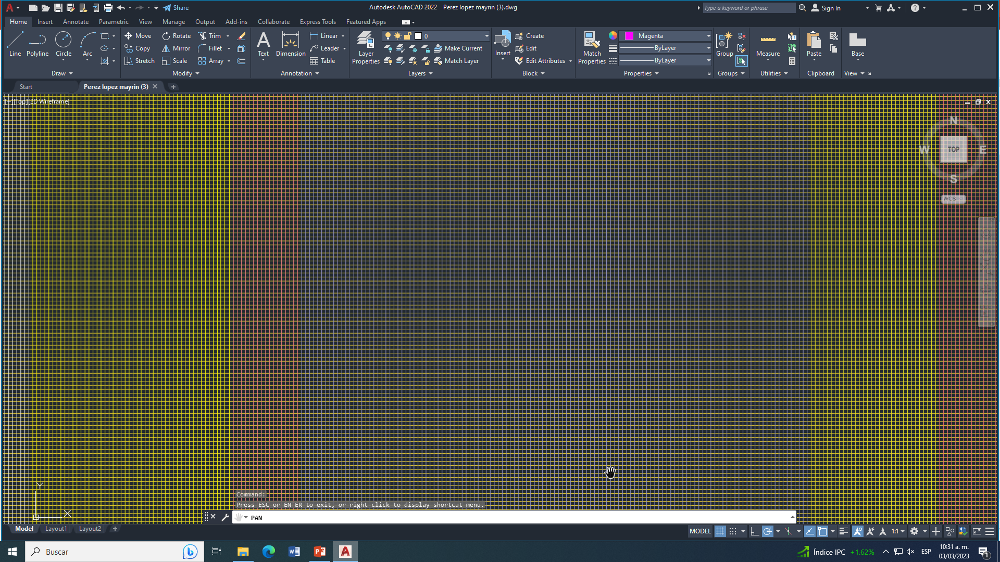 Share
Autodesk AutoCAD 2022 Perez lopez mayrin (3).dwg
Type a keyword or phrase
Sign In
Home Insert Annotate Parametric View Manage Output Add-ins Collaborate Express Tools Featured Apps
Line Polyline Circle Arc
Move Rotate Trim
Copy Mirror Fillet
Stretch Scale Array
Text Dimension
Linear
Leader
Table
Layer Properties
0
Make Current
Match Layer
Insert
Create
Edit
Edit Attributes
Match Properties
Magenta
ByLayer
ByLayer
Group
Measure
Paste
Base
Draw Modify Annotation Layers Block Properties Groups Utilities Clipboard View
Start Perez lopez mayrin (3)
[−][Top][2D Wireframe]
N
W TOP E
S
WCS
Y
X
Command:
Press ESC or ENTER to exit, or right-click to display shortcut menu.
PAN
Model Layout1 Layout2
MODEL 1:1
Buscar
Índice IPC +1.62% ESP
10:31 a. m.
03/03/2023
1